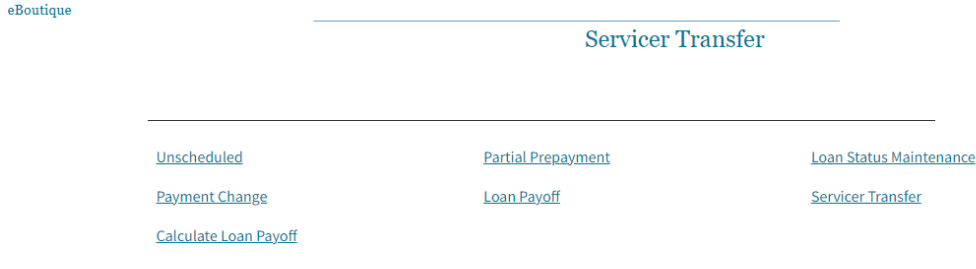 eBoutique
Servicer Transfer
Unscheduled Partial Prepayment Loan Status Maintenance
Payment Change Loan Payoff Servicer Transfer
Calculate Loan Payoff